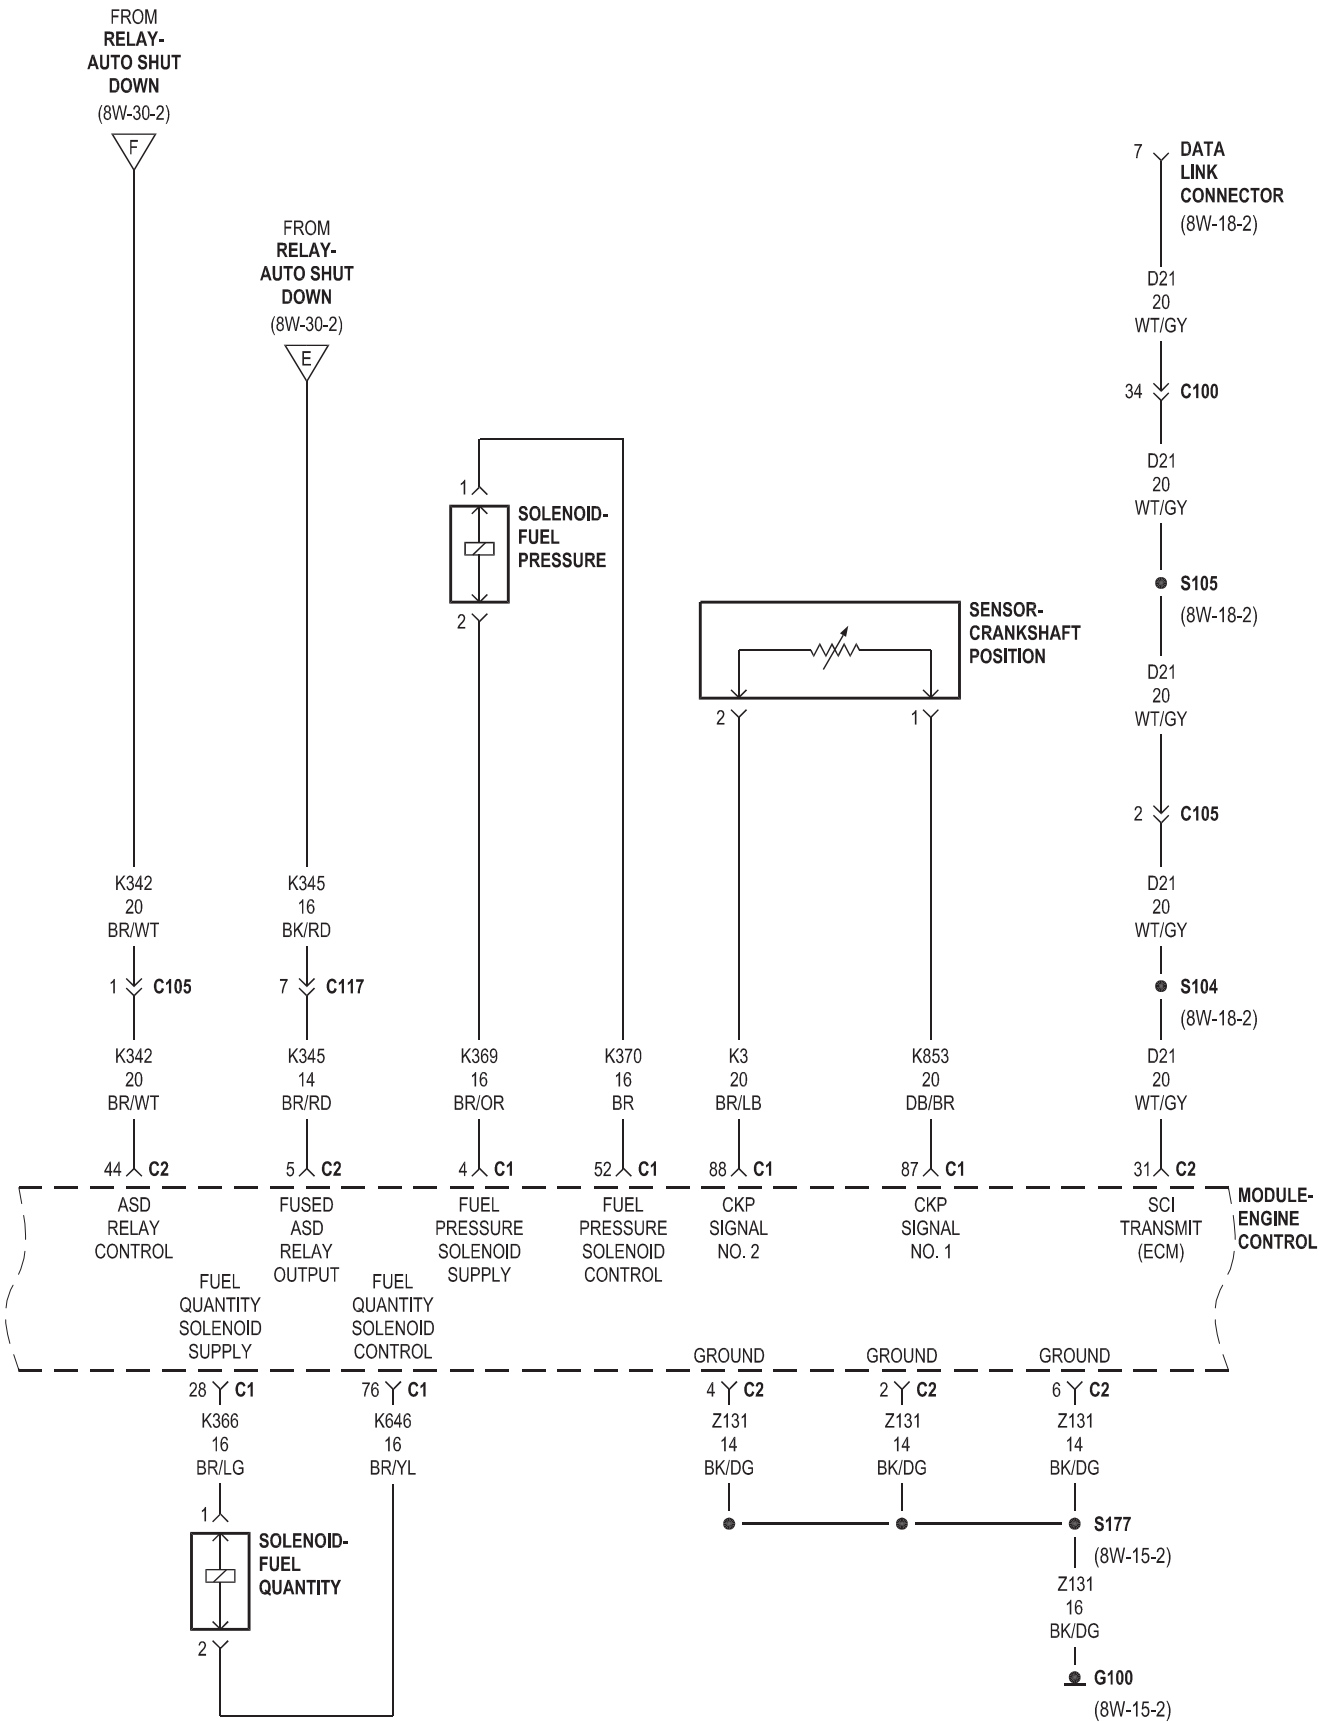 FROM
RELAY-
AUTO SHUT
DOWN
(8W-30-2)
F
FROM
RELAY-
AUTO SHUT
DOWN
(8W-30-2)
E
7
DATA
LINK
CONNECTOR
(8W-18-2)
D21
20
WT/GY
34
C100
D21
20
WT/GY
S105
(8W-18-2)
D21
20
WT/GY
2
C105
D21
20
WT/GY
S104
(8W-18-2)
D21
20
WT/GY
31 C2
1
SOLENOID-
FUEL
PRESSURE
2
SENSOR-
CRANKSHAFT
POSITION
2
1
K342
20
BR/WT
1
C105
K342
20
BR/WT
44 C2
K345
16
BK/RD
7
C117
K345
14
BR/RD
5 C2
K369
16
BR/OR
4 C1
K370
16
BR
52 C1
K3
20
BR/LB
88 C1
K853
20
DB/BR
87 C1
ASD
RELAY
CONTROL
FUSED
ASD
RELAY
OUTPUT
FUEL
PRESSURE
SOLENOID
SUPPLY
FUEL
PRESSURE
SOLENOID
CONTROL
CKP
SIGNAL
NO. 2
CKP
SIGNAL
NO. 1
SCI
TRANSMIT
(ECM)
MODULE-
ENGINE
CONTROL
FUEL
QUANTITY
SOLENOID
SUPPLY
FUEL
QUANTITY
SOLENOID
CONTROL
GROUND
GROUND
GROUND
28 C1
K366
16
BR/LG
1
SOLENOID-
FUEL
QUANTITY
2
76 C1
K646
16
BR/YL
4 C2
Z131
14
BK/DG
2 C2
Z131
14
BK/DG
6 C2
Z131
14
BK/DG
S177
(8W-15-2)
Z131
16
BK/DG
G100
(8W-15-2)